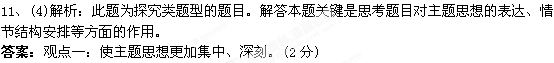 11、(4)解析：此题为探究类题型的题目。解答本题关键是思考题目对主题思想的表达、情
节结构安排等方面的作用。
答案：观点一：使主题思想更加集中、深刻。(2 分)